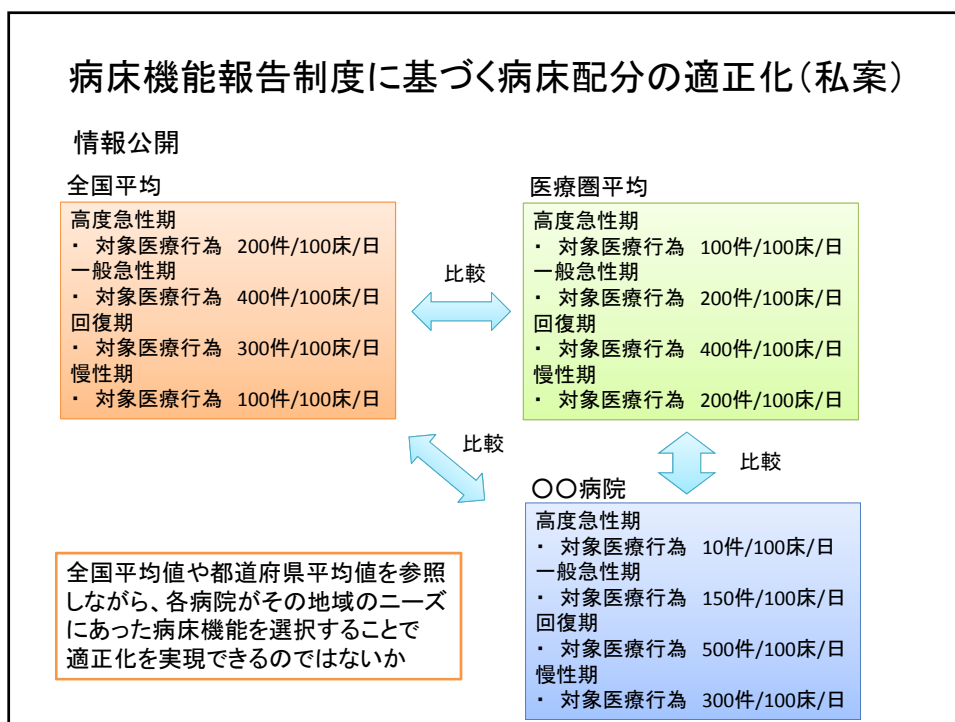 病床機能報告制度に基づく病床配分の適正化(私案)
情報公開
全国平均
高度急性期
・ 対象医療行為 200件/100床/日
一般急性期
・ 対象医療行為 400件/100床/日
回復期
・ 対象医療行為 300件/100床/日
慢性期
・ 対象医療行為 100件/100床/日
比較
医療圏平均
高度急性期
・ 対象医療行為 100件/100床/日
一般急性期
・ 対象医療行為 200件/100床/日
回復期
・ 対象医療行為 400件/100床/日
慢性期
・ 対象医療行為 200件/100床/日
比較
比較
〇〇病院
高度急性期
・ 対象医療行為 10件/100床/日
一般急性期
・ 対象医療行為 150件/100床/日
回復期
・ 対象医療行為 500件/100床/日
慢性期
・ 対象医療行為 300件/100床/日
全国平均値や都道府県平均値を参照
しながら、各病院がその地域のニーズ
にあった病床機能を選択することで
適正化を実現できるのではないか